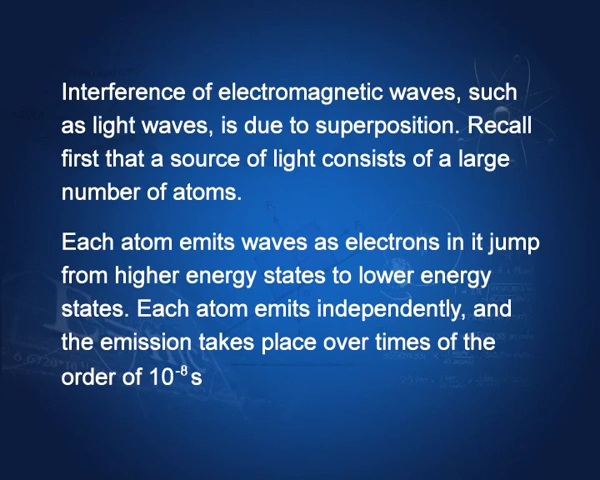 Interference of electromagnetic waves, such
as light waves, is due to superposition. Recall
first that a source of light consists of a large
number of atoms.
Each atom emits waves as electrons in it jump
from higher energy states to lower energy
states. Each atom emits independently, and
the emission takes place over times of the
order of 10⁻⁸ s